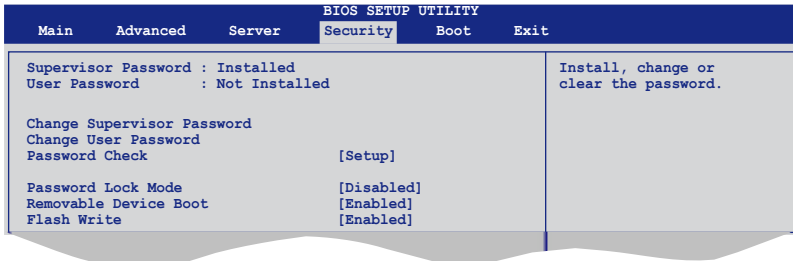 BIOS SETUP UTILITY
Main Advanced Server Security Boot Exit
Supervisor Password : Installed
User Password : Not Installed
Change Supervisor Password
Change User Password
Password Check [Setup]
Password Lock Mode [Disabled]
Removable Device Boot [Enabled]
Flash Write [Enabled]
Install, change or
clear the password.